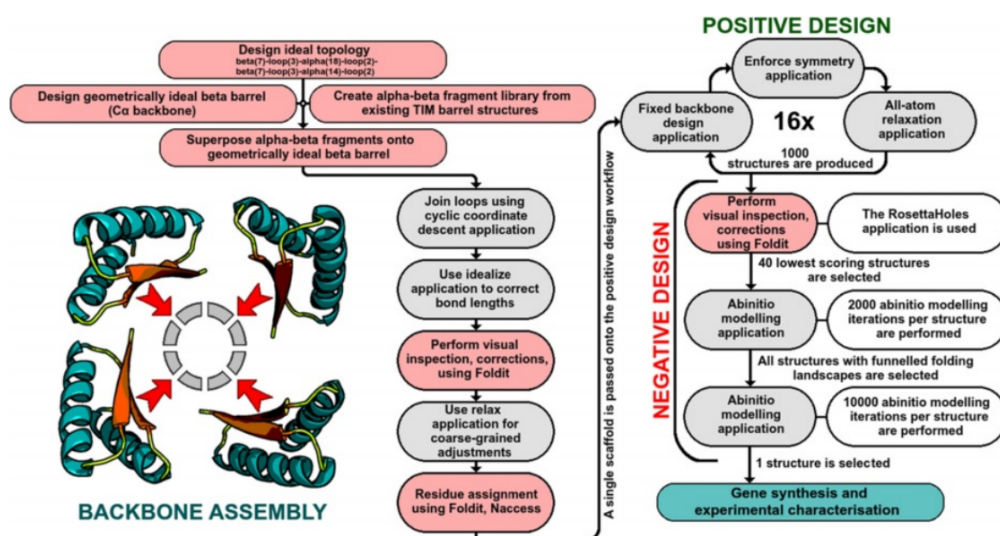 Design ideal topology
beta(7)-loop(3)-alpha(18)-loop(2)-
beta(7)-loop(3)-alpha(14)-loop(2)
Design geometrically ideal beta barrel
(Cα backbone)
Create alpha-beta fragment library from
existing TIM barrel structures
Superpose alpha-beta fragments onto
geometrically ideal beta barrel
Join loops using
cyclic coordinate
descent application
Use idealize
application to correct
bond lengths
Perform visual
inspection, corrections,
using Foldit
Use relax
application for
coarse-grained
adjustments
Residue assignment
using Foldit, Naccess
BACKBONE ASSEMBLY
A single scaffold is passed onto the positive design workflow
POSITIVE DESIGN
Enforce symmetry
application
Fixed backbone
design
application
16x
All-atom
relaxation
application
1000
structures are produced
NEGATIVE DESIGN
Perform
visual inspection,
corrections
using Foldit
The RosettaHoles
application is used
40 lowest scoring structures
are selected
Abinitio
modelling
application
2000 abinitio modelling
iterations per structure
are performed
All structures with funnelled folding
landscapes are selected
Abinitio
modelling
application
10000 abinitio modelling
iterations per structure
are performed
1 structure is selected
Gene synthesis and
experimental characterisation